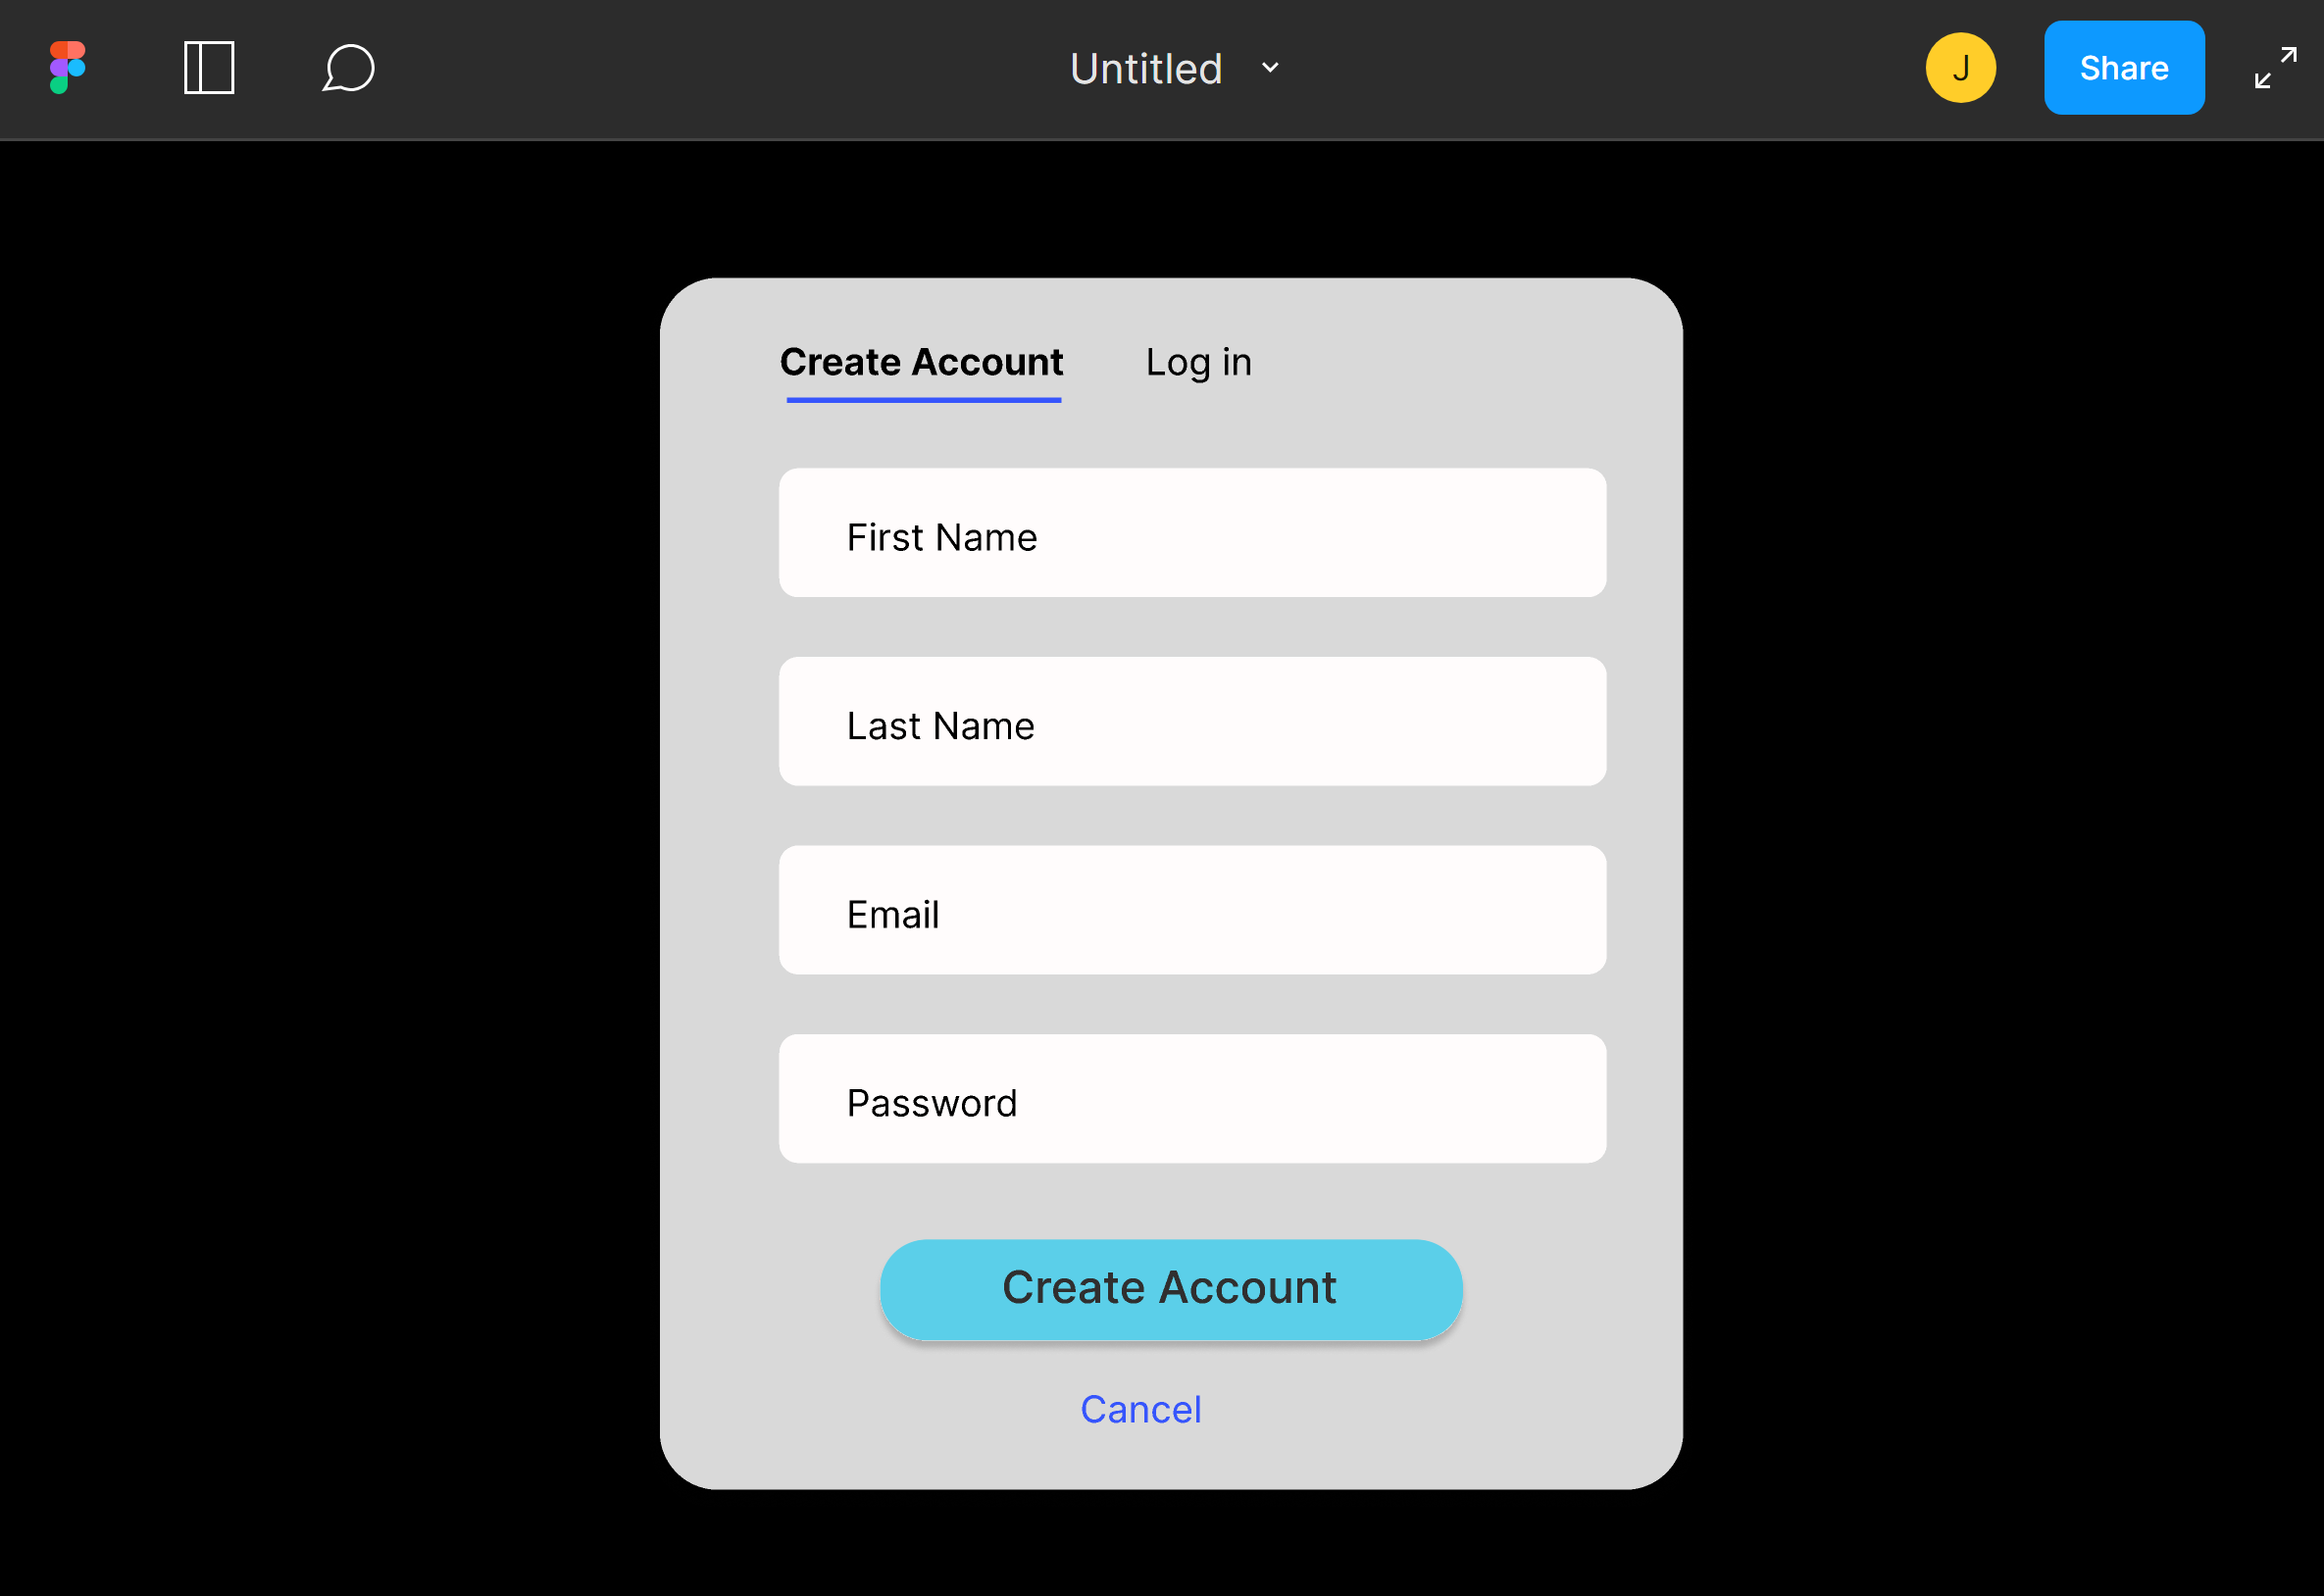 Untitled
J
Share
Create Account
Log in
First Name
Last Name
Email
Password
Create Account
Cancel